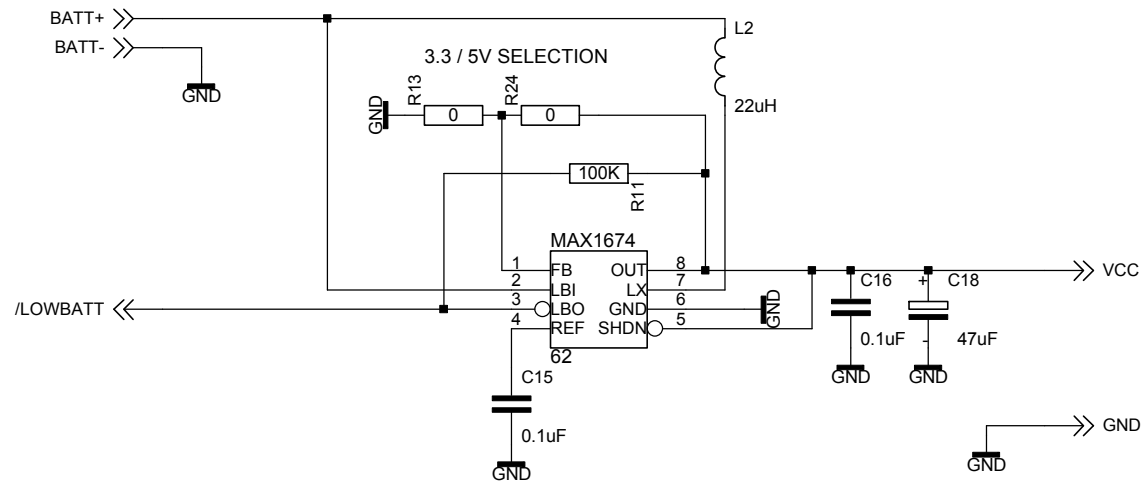 BATT+
L2
BATT-
3.3 / 5V SELECTION
GND
R13
R24
GND
0
0
22uH
100K
R11
MAX1674
1 FB OUT 8
2 LBI LX 7
3 LBO GND 6
4 REF SHDN 5
62
VCC
/LOWBATT
GND
C16
0.1uF
GND
+ C18
- 47uF
GND
C15
0.1uF
GND
GND
GND